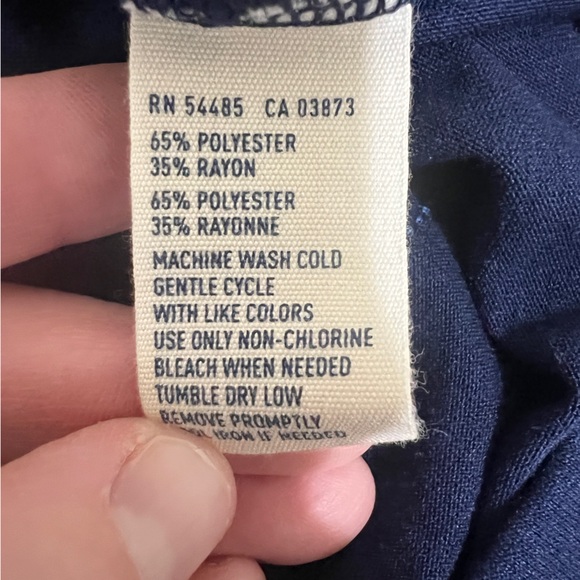 RN 54485 CA 03873
65% POLYESTER
35% RAYON
65% POLYESTER
35% RAYONNE
MACHINE WASH COLD
GENTLE CYCLE
WITH LIKE COLORS
USE ONLY NON-CHLORINE
BLEACH WHEN NEEDED
TUMBLE DRY LOW
REMOVE PROMPTLY
IRON IF NEEDED